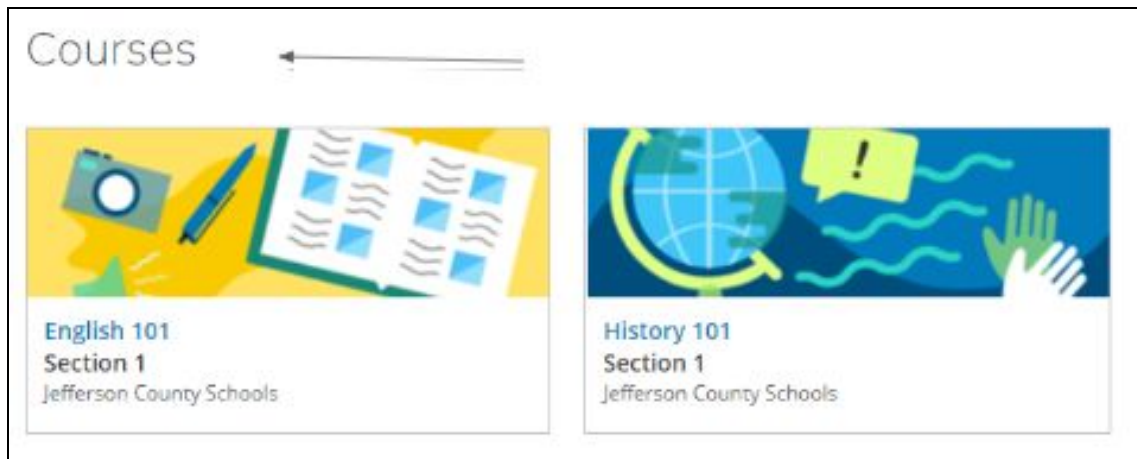 Courses
English 101
Section 1
Jefferson County Schools
!
History 101
Section 1
Jefferson County Schools